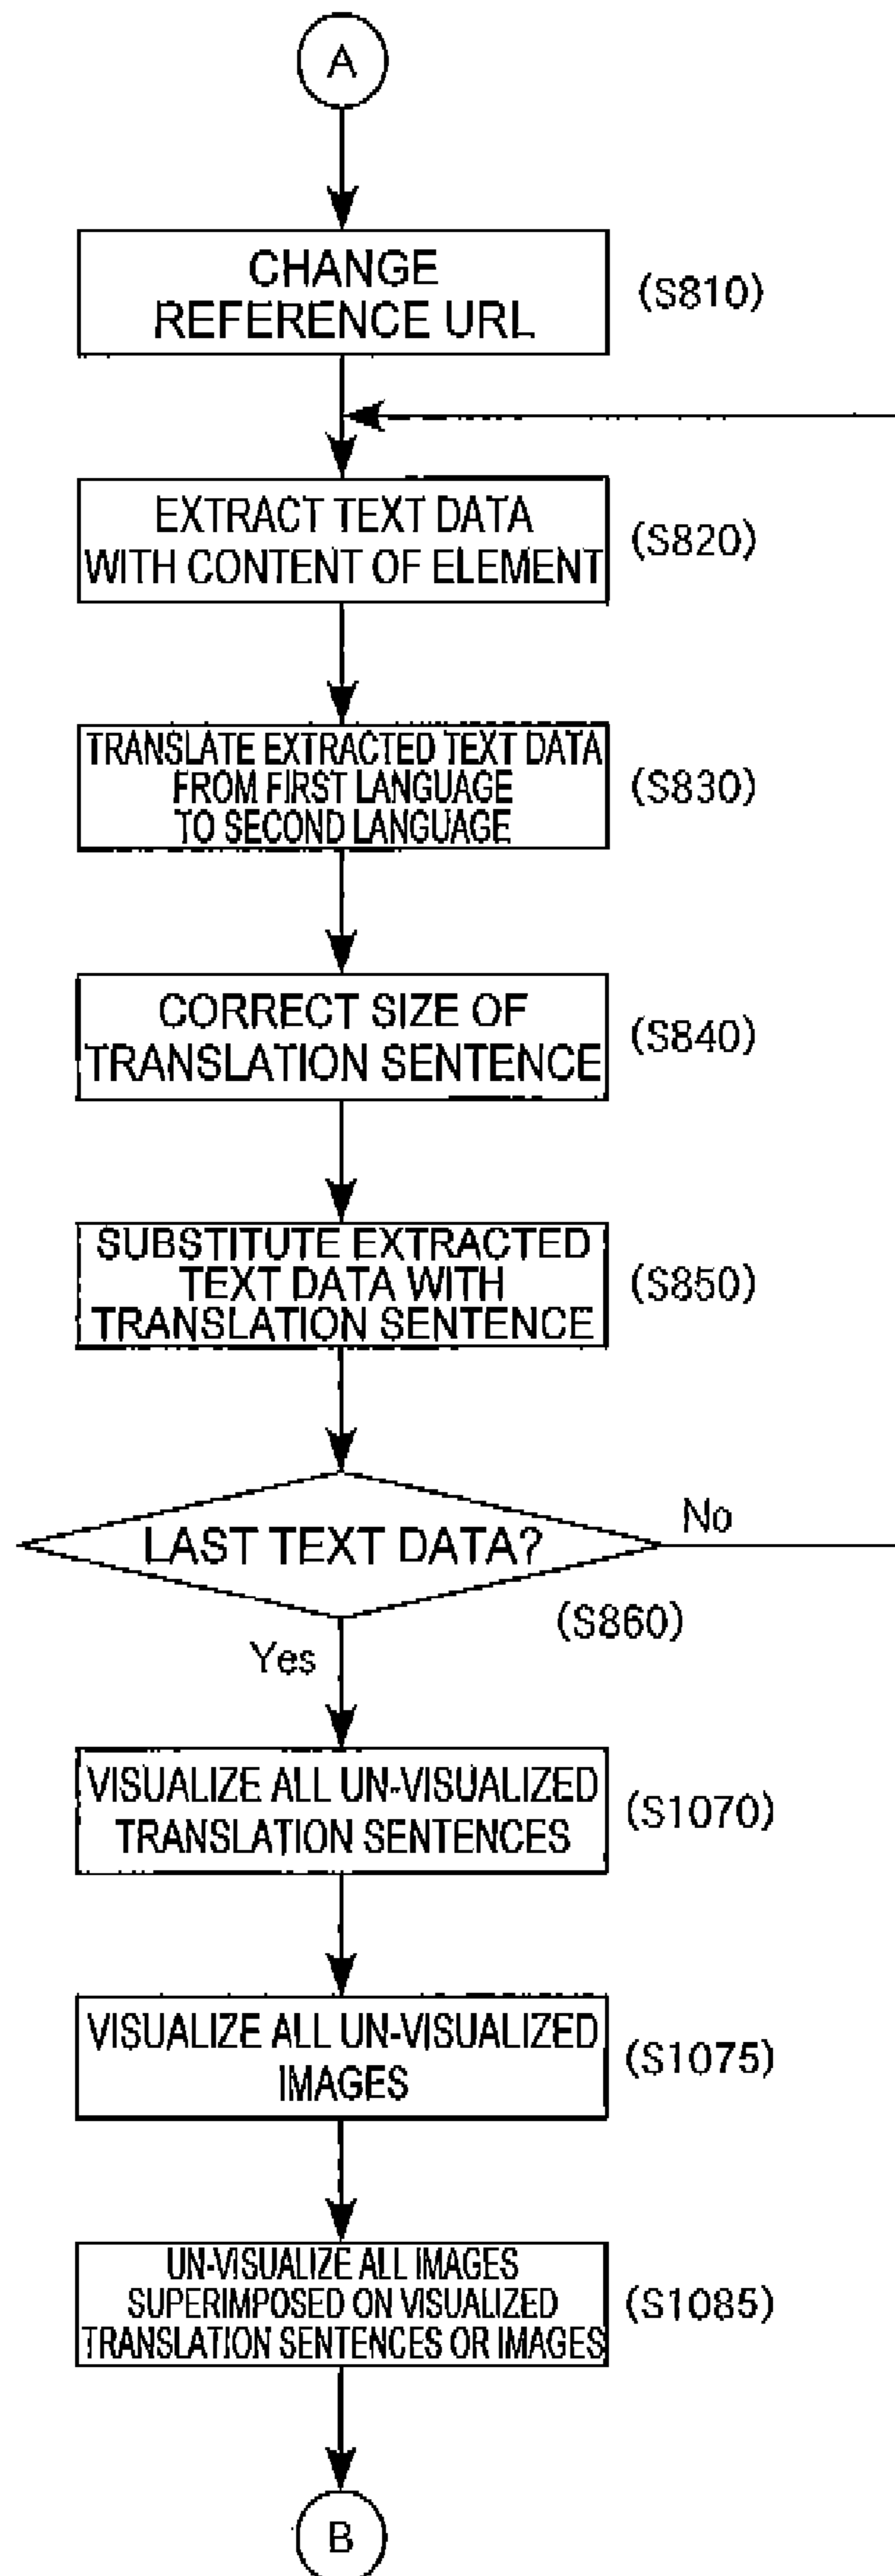 A
CHANGE
REFERENCE URL
(S810)
EXTRACT TEXT DATA
WITH CONTENT OF ELEMENT
(S820)
TRANSLATE EXTRACTED TEXT DATA
FROM FIRST LANGUAGE
TO SECOND LANGUAGE
(S830)
CORRECT SIZE OF
TRANSLATION SENTENCE
(S840)
SUBSTITUTE EXTRACTED
TEXT DATA WITH
TRANSLATION SENTENCE
(S850)
LAST TEXT DATA?
No
(S860)
Yes
VISUALIZE ALL UN-VISUALIZED
TRANSLATION SENTENCES
(S1070)
VISUALIZE ALL UN-VISUALIZED
IMAGES
(S1075)
UN-VISUALIZE ALL IMAGES
SUPERIMPOSED ON VISUALIZED
TRANSLATION SENTENCES OR IMAGES
(S1085)
B